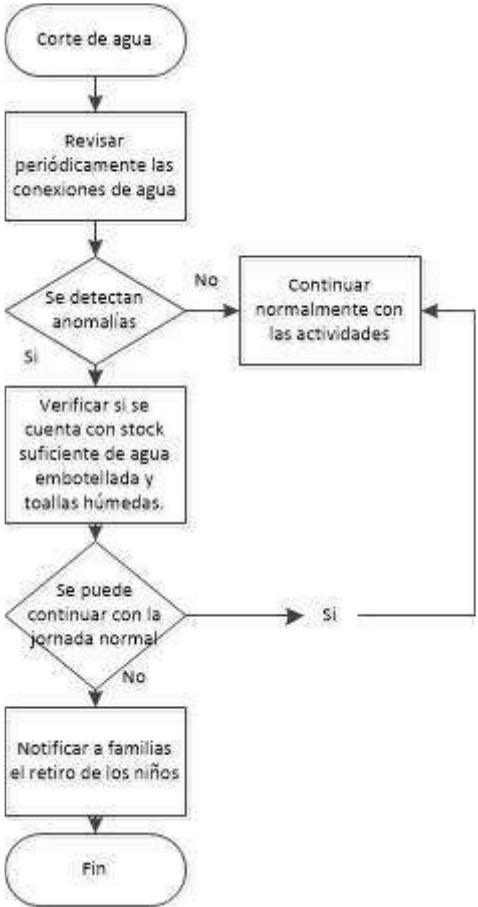 Corte de agua
Revisar
periódicamente las
conexiones de agua
Se detectan
anomalías
No
Continuar
normalmente con
las actividades
Si
Verificar si se
cuenta con stock
suficiente de agua
embotellada y
toallas húmedas.
Se puede
continuar con la
jornada normal
Si
No
Notificar a familias
el retiro de los niños
Fin